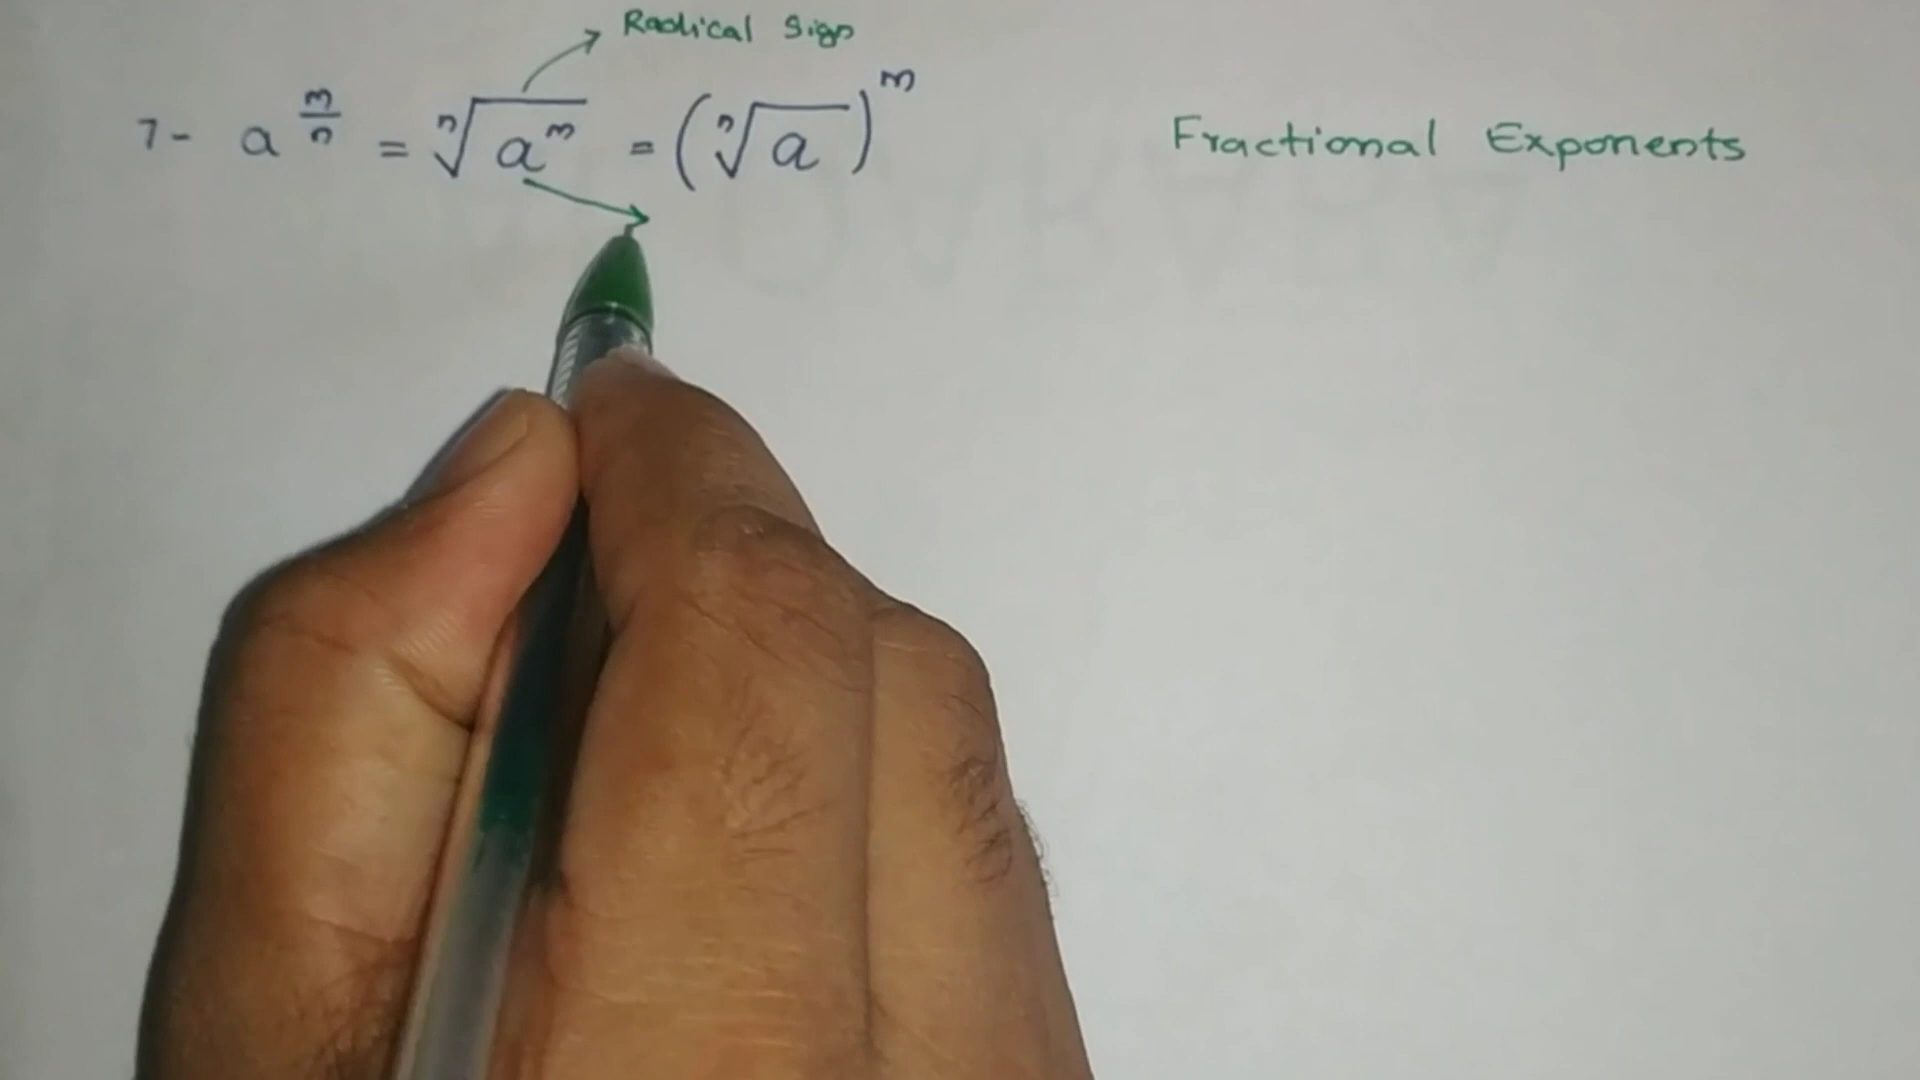 Radical Sign
7- a^(m/n) = ⁿ√(a^m) = (ⁿ√a)^m Fractional Exponents